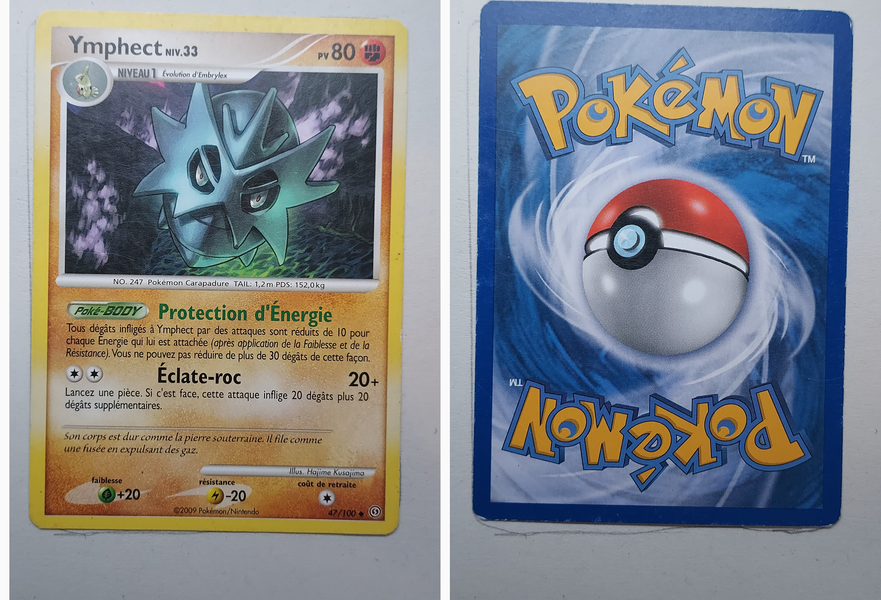 Ymphect NIV.33
PV 80
NIVEAU 1 Évolution d'Embrylex
NO. 247 Pokémon Carapadure TAIL: 1,2m PDS: 152,0kg
Poké-BODY Protection d'Énergie
Tous dégâts infligés à Ymphect par des attaques sont réduits de 10 pour
chaque Énergie qui lui est attachée (après application de la Faiblesse et de la
Résistance). Vous ne pouvez pas réduire de plus de 30 dégâts de cette façon.
Éclate-roc 20+
Lancez une pièce. Si c'est face, cette attaque inflige 20 dégâts plus 20
dégâts supplémentaires.
Son corps est dur comme la pierre souterraine. Il file comme
une fusée en expulsant des gaz.
Illus. Hajime Kusajima
faiblesse résistance coût de retraite
+20 -20
©2009 Pokémon/Nintendo 47/100
POKéMON
TM
TM
POKéMON